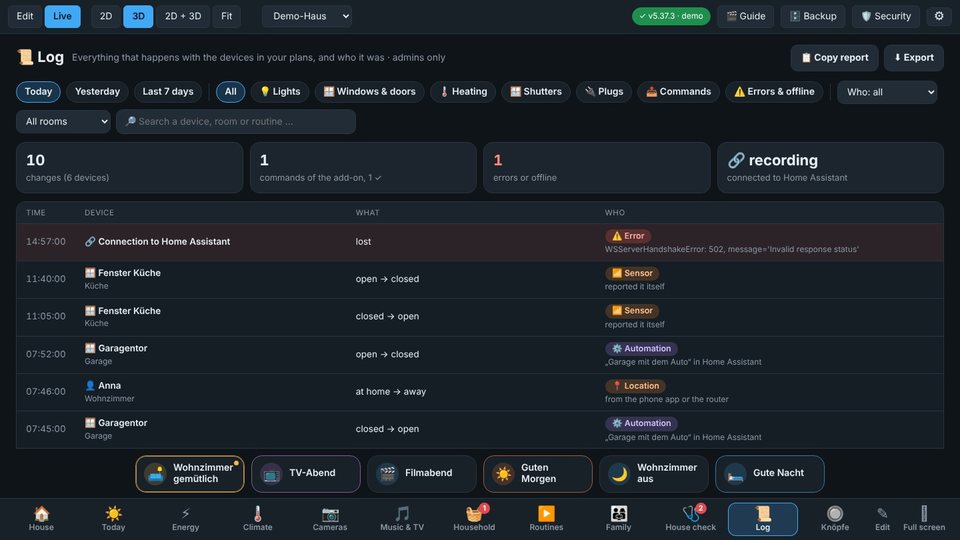 Edit Live 2D 3D 2D + 3D Fit Demo-Haus ✓ v5.37.3 · demo Guide Backup Security
Log Everything that happens with the devices in your plans, and who it was · admins only Copy report Export
Today Yesterday Last 7 days All Lights Windows & doors Heating Shutters Plugs Commands Errors & offline Who: all
All rooms Search a device, room or routine ...
10 1 1 recording
changes (6 devices) commands of the add-on, 1 ✓ errors or offline connected to Home Assistant
TIME DEVICE WHAT WHO
14:57:00 Connection to Home Assistant lost Error
WSServerHandshakeError: 502, message='Invalid response status'
11:40:00 Fenster Küche open → closed Sensor
Küche reported it itself
11:05:00 Fenster Küche closed → open Sensor
Küche reported it itself
07:52:00 Garagentor open → closed Automation
Garage „Garage mit dem Auto“ in Home Assistant
07:46:00 Anna at home → away Location
Wohnzimmer from the phone app or the router
07:45:00 Garagentor closed → open Automation
Garage „Garage mit dem Auto“ in Home Assistant
Wohnzimmer gemütlich TV-Abend Filmabend Guten Morgen Wohnzimmer aus Gute Nacht
1 2
House Today Energy Climate Cameras Music & TV Household Routines Family House check Log Knöpfe Edit Full screen